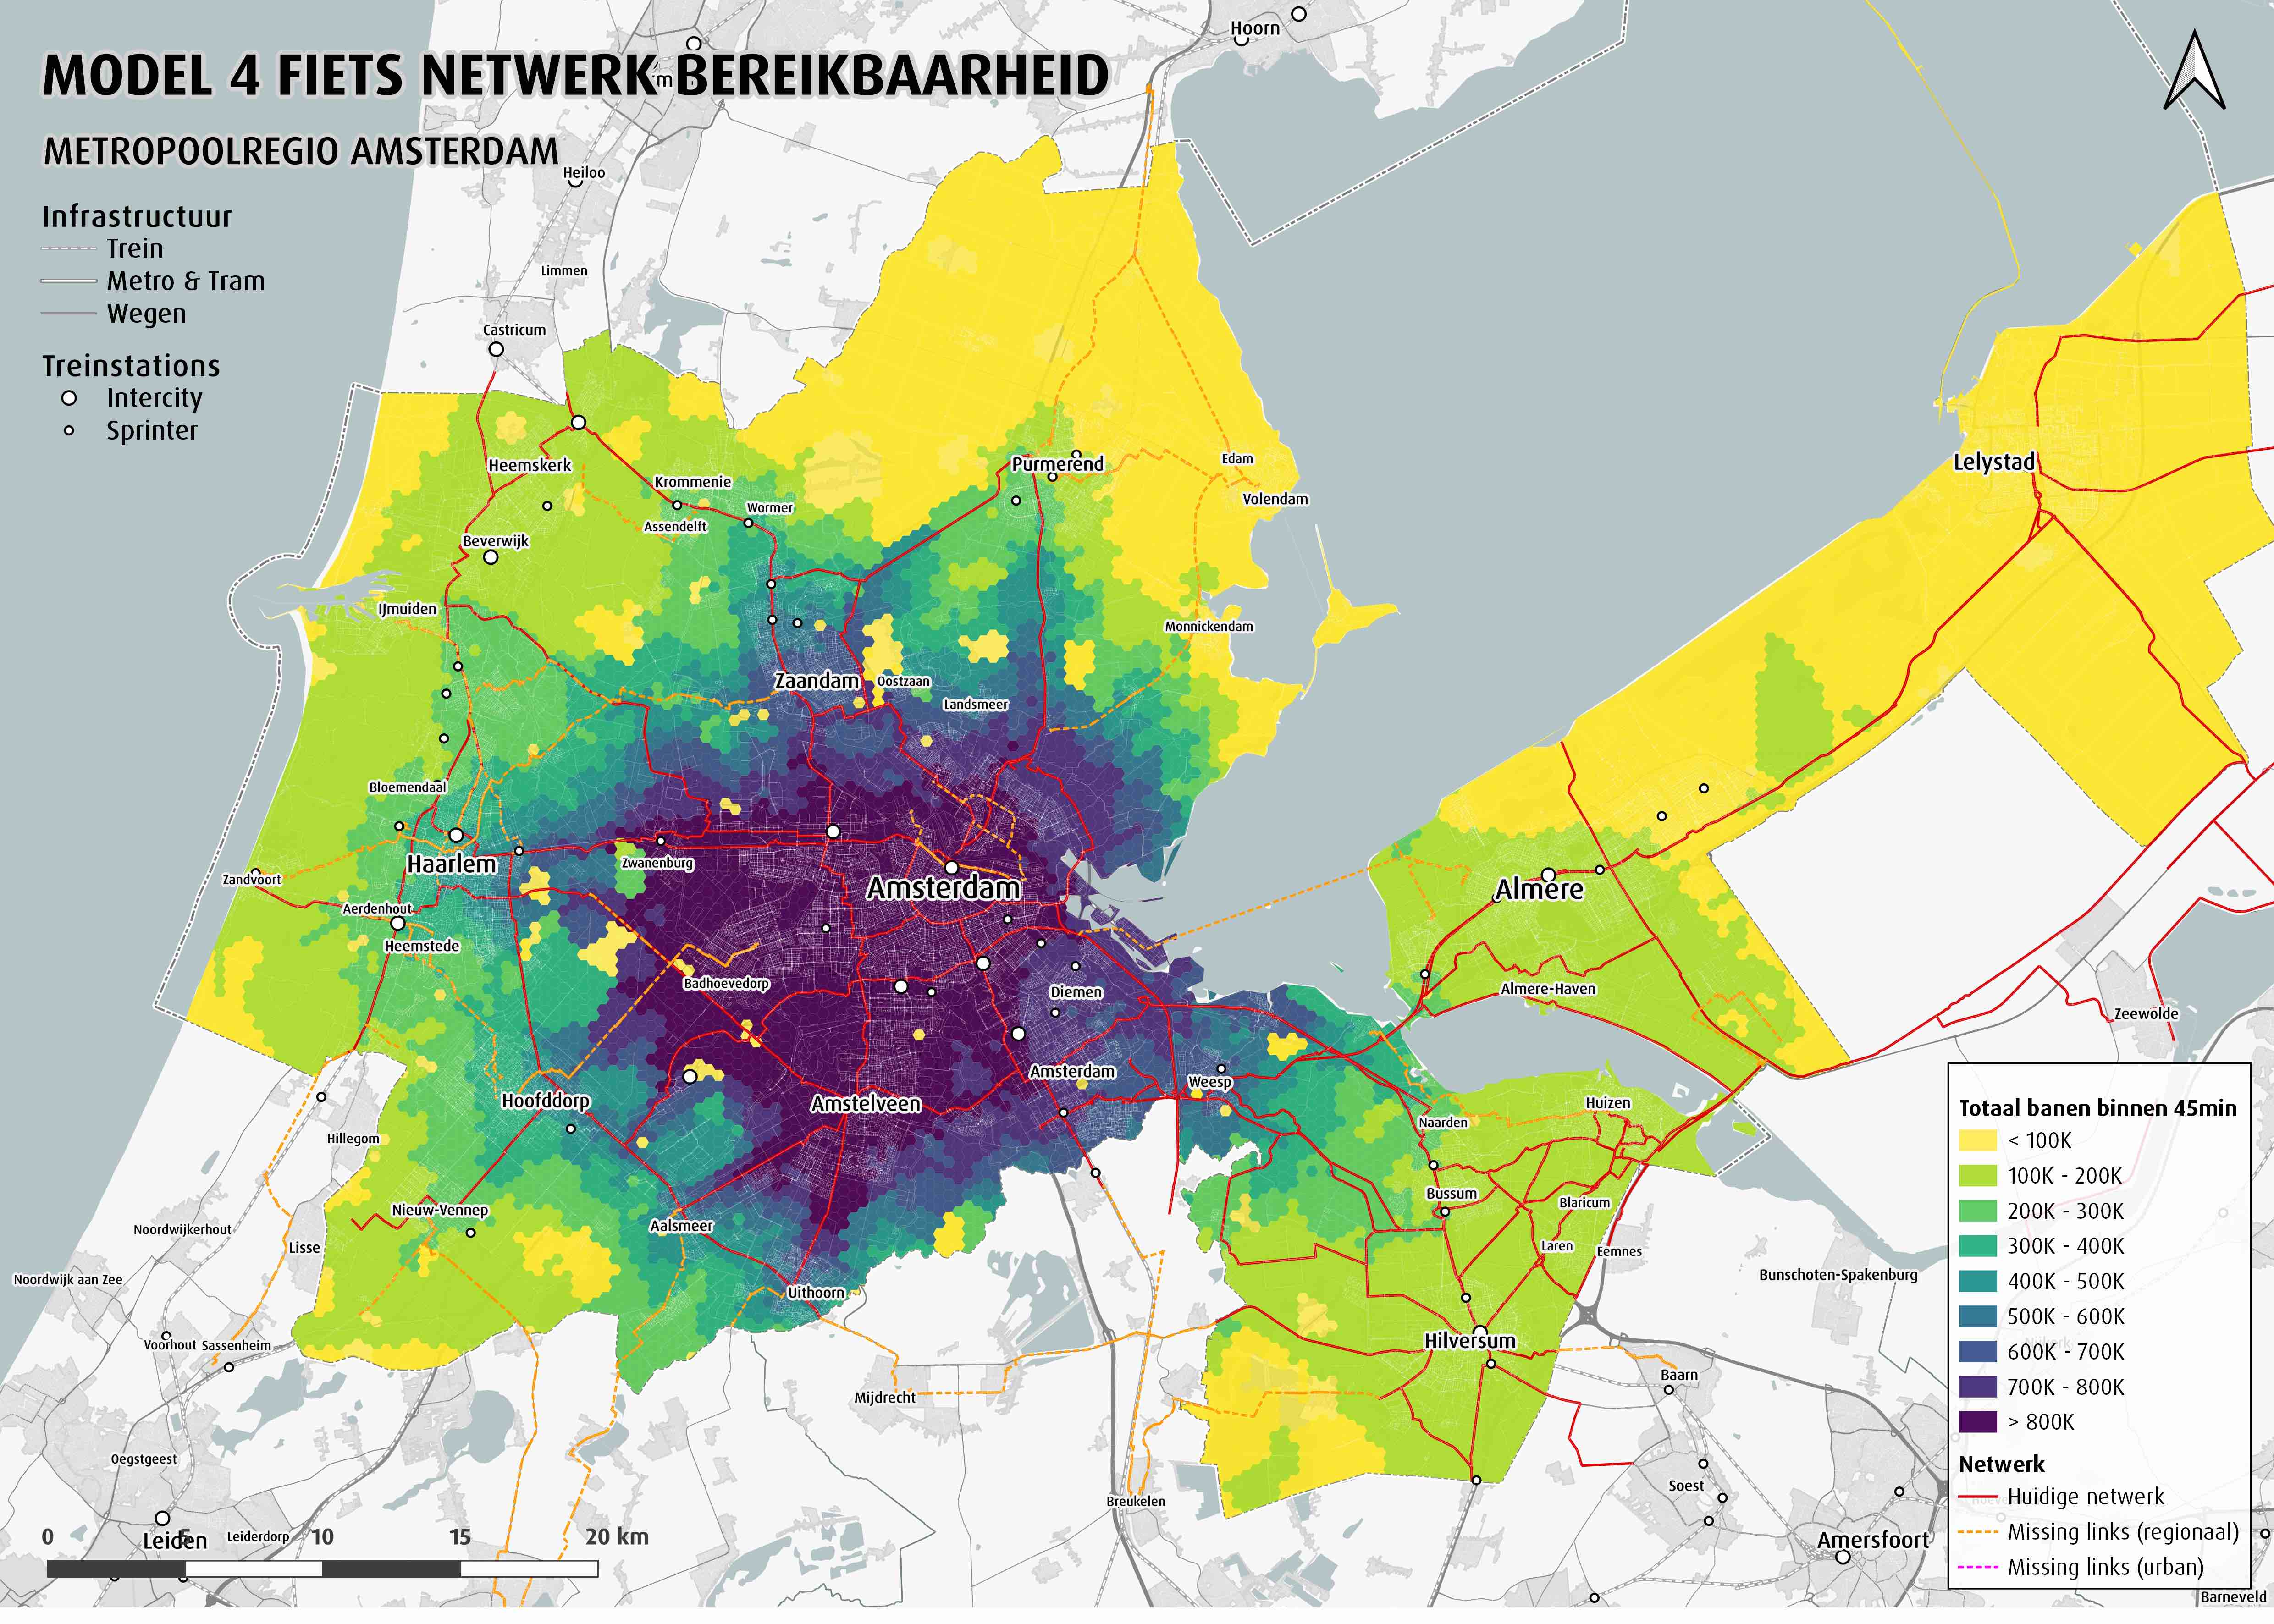 Hoorn
MODEL 4 FIETS NETWERK BEREIKBAARHEID
METROPOOLREGIO AMSTERDAM
Heiloo
Infrastructuur
Trein
Metro & Tram
Wegen
Limmen
Castricum
Treinstations
Intercity
Sprinter
Heemskerk
Krommenie
Wormer
Assendelft
Beverwijk
Purmerend
Edam
Volendam
Lelystad
IJmuiden
Monnickendam
Zaandam
Oostzaan
Landsmeer
Bloemendaal
Haarlem
Zwanenburg
Zandvoort
Amsterdam
Almere
Aerdenhout
Heemstede
Badhoevedorp
Diemen
Almere-Haven
Zeewolde
Amsterdam
Weesp
Hoofddorp
Amstelveen
Huizen
Naarden
Hillegom
Bussum
Blaricum
Nieuw-Vennep
Aalsmeer
Laren
Eemnes
Noordwijkerhout
Lisse
Noordwijk aan Zee
Uithoorn
Bunschoten-Spakenburg
Voorhout
Sassenheim
Hilversum
Mijdrecht
Baarn
Oegstgeest
Breukelen
Soest
Leiden
Leiderdorp
Amersfoort
Barneveld
0 5 10 15 20 km
Totaal banen binnen 45min
< 100K
100K - 200K
200K - 300K
300K - 400K
400K - 500K
500K - 600K
600K - 700K
700K - 800K
> 800K
Netwerk
Huidige netwerk
Missing links (regionaal)
Missing links (urban)